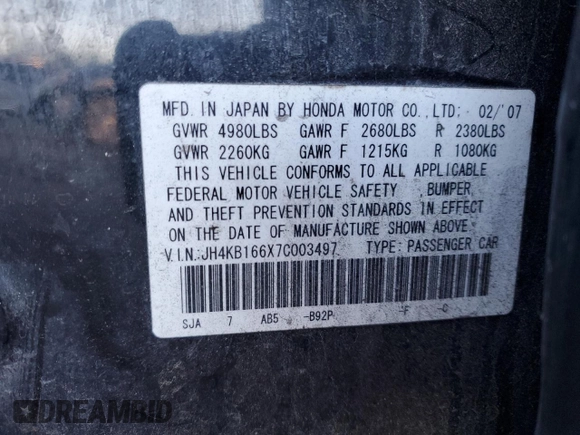 MFD. IN JAPAN BY HONDA MOTOR CO.,LTD: 02/'07
GVWR 4980LBS GAWR F 2680LBS R 2380LBS
GVWR 2260KG GAWR F 1215KG R 1080KG
THIS VEHICLE CONFORMS TO ALL APPLICABLE
FEDERAL MOTOR VEHICLE SAFETY ,BUMPER,
AND THEFT PREVENTION STANDARDS IN EFFECT
ON THE DATE OF MANUFACTURE SHOWN ABOVE.
V.I.N:JH4KB166X7C003497 TYPE: PASSENGER CAR
SJA 7 AB5 -B92P -F -C
DREAMBID